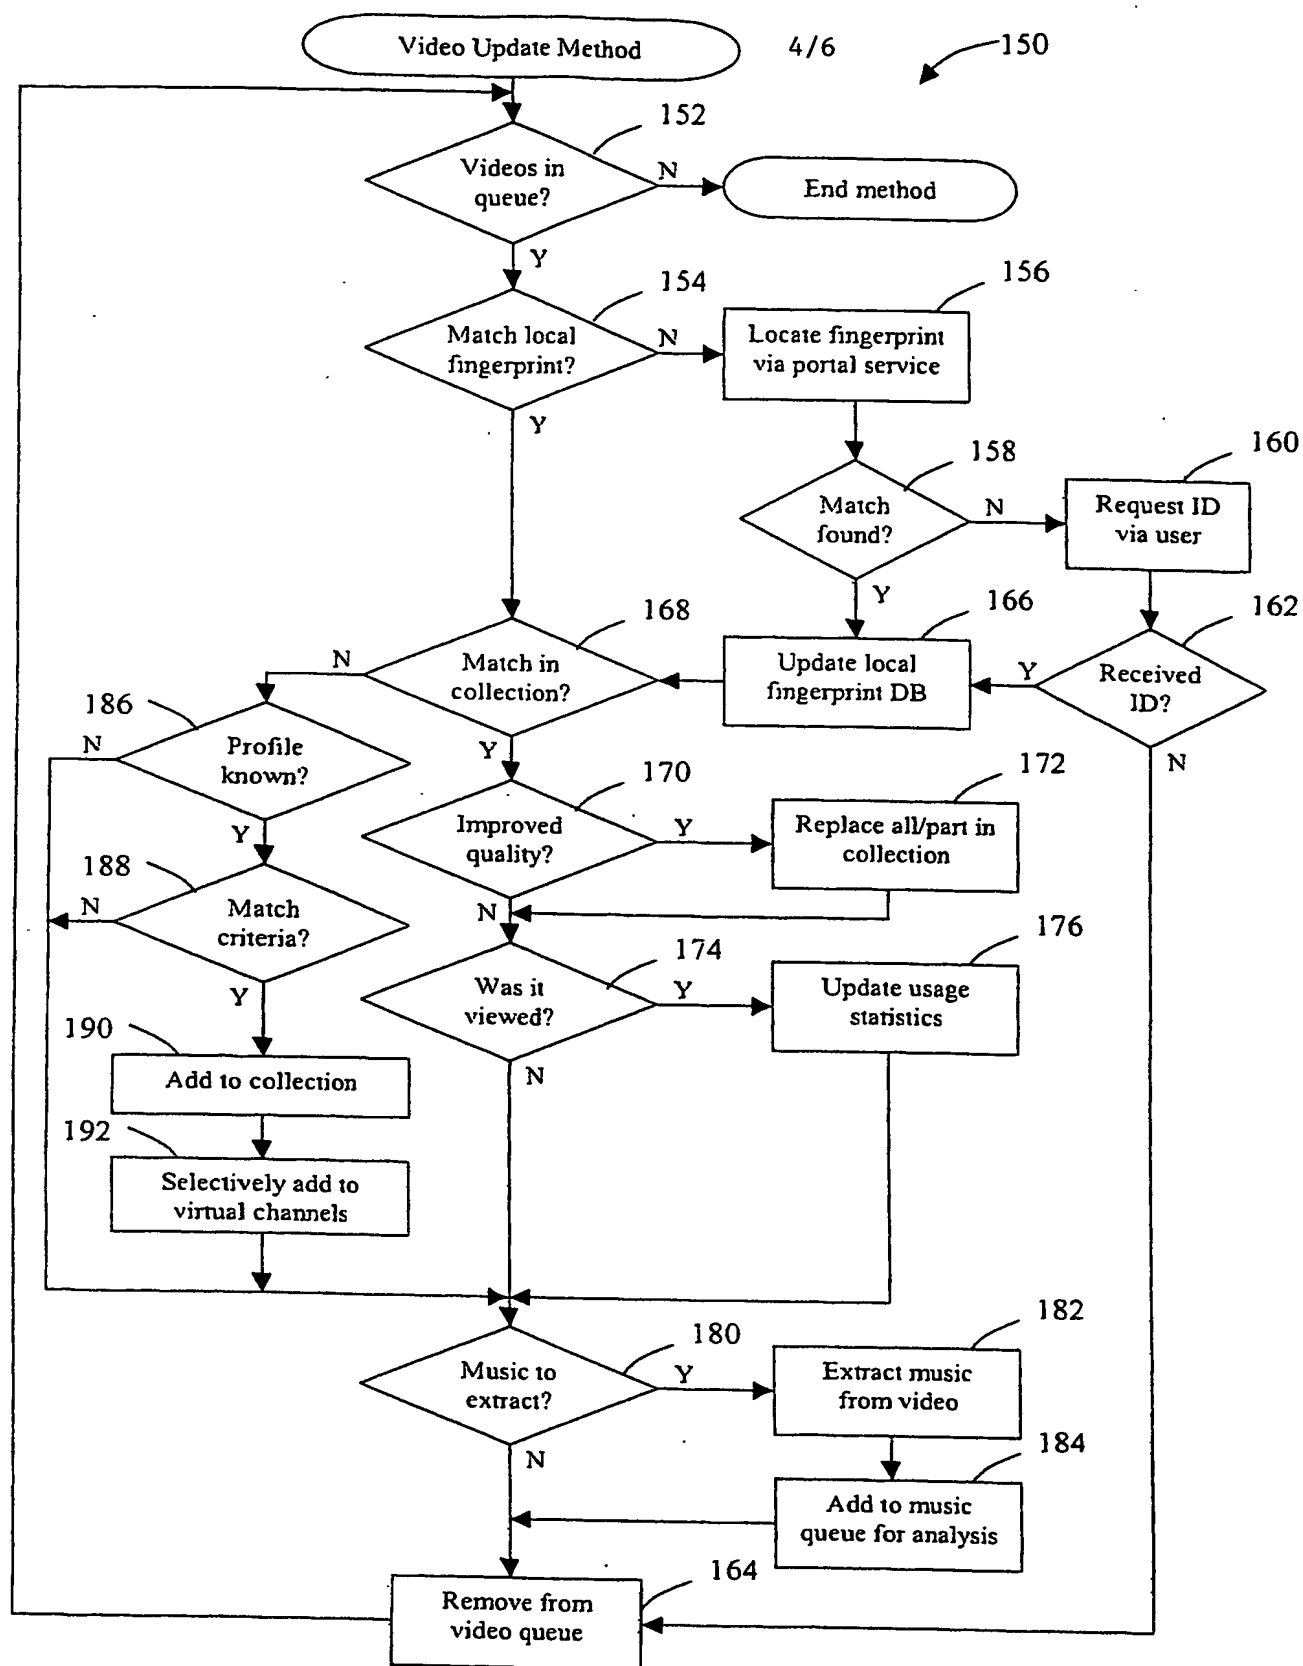 Video Update Method
4/6
150
152
Videos in
queue?
N
End method
Y
154
156
Match local
fingerprint?
N
Locate fingerprint
via portal service
Y
158
160
Match
found?
N
Request ID
via user
Y
168
166
162
N
Match in
collection?
Update local
fingerprint DB
Y
Received
ID?
186
N
Profile
known?
Y
N
170
172
Y
Improved
quality?
Y
Replace all/part in
collection
188
N
Match
criteria?
N
174
176
Y
Was it
viewed?
Y
Update usage
statistics
190
Add to collection
N
192
Selectively add to
virtual channels
180
182
Music to
extract?
Y
Extract music
from video
N
184
Add to music
queue for analysis
164
Remove from
video queue